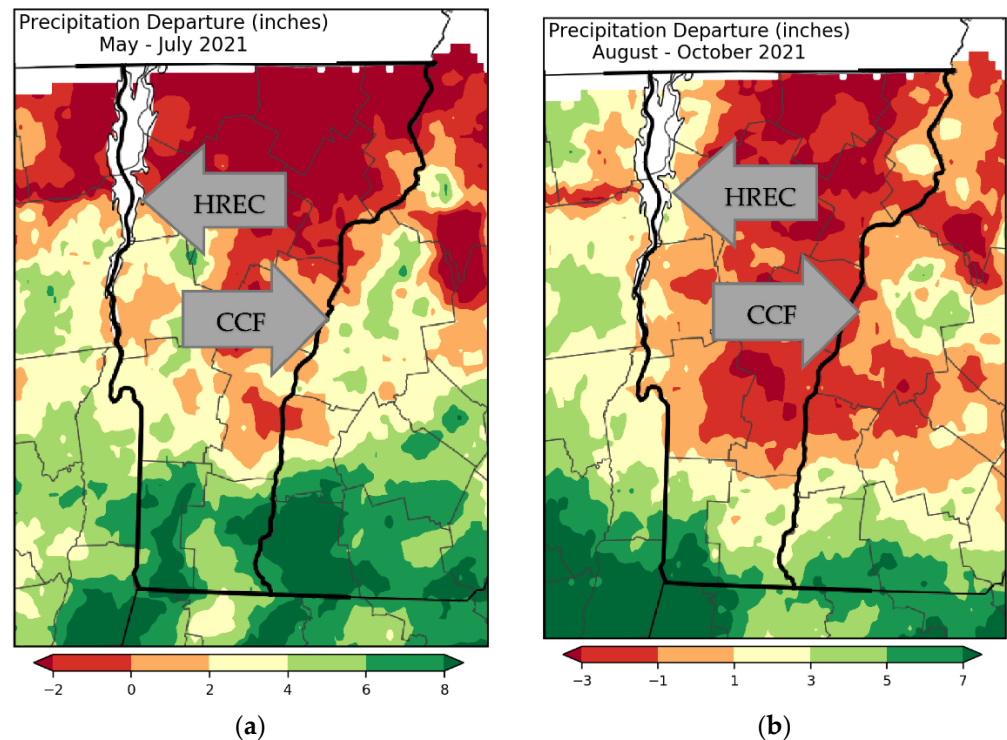 Precipitation Departure (inches)
May - July 2021
HREC
CCF
−2 0 2 4 6 8
(a)
Precipitation Departure (inches)
August - October 2021
HREC
CCF
−3 −1 1 3 5 7
(b)